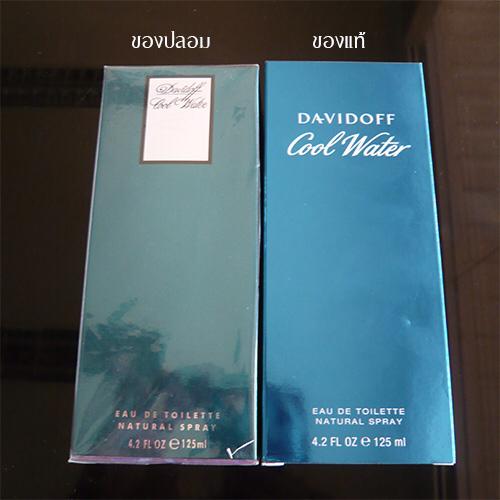 ของปลอม
ของแท้
Davidoff
Cool Water
EAU DE TOILETTE
NATURAL SPRAY
4.2 FL OZ ℮ 125ml
DAVIDOFF
Cool Water
EAU DE TOILETTE
NATURAL SPRAY
4.2 FL OZ ℮ 125 ml